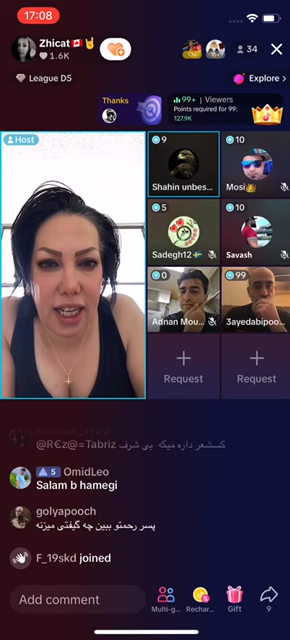 17:08
Zhicat🇨🇦🤘
1.6K
34
League D5
Explore >
Thanks
99+ | Viewers
Points required for 99:
127.9K
Host
9
Shahin unbes...
10
Mosi👑
5
Sadegh12🇸🇪
10
Savash
0
Adnan Mou...
99
3ayedabipoo...
Request
Request
@R€z@=Tabriz کسشعر داره میکه بی شرف
5 OmidLeo
Salam b hamegi
golyapooch
پسر رحمتو ببین چه گیفتی میزنه
F_19skd joined
Add comment
Multi-g...
Rechar...
Gift
9